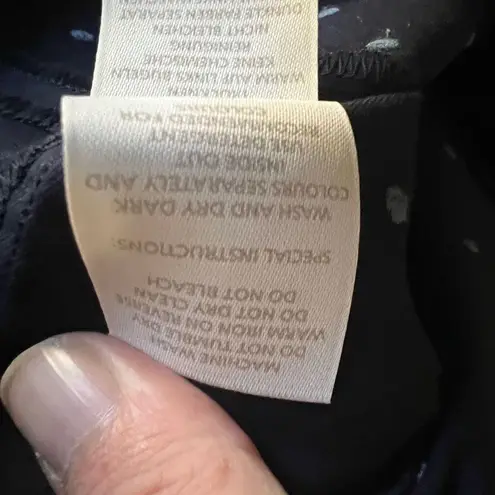 MACHINE WASH
DO NOT TUMBLE DRY
WARM IRON ON REVERSE
DO NOT DRY CLEAN
DO NOT BLEACH
SPECIAL INSTRUCTIONS:
WASH AND DRY DARK
COLOURS SEPARATELY AND
INSIDE OUT
USE DETERGENT
RECOMMENDED FOR
COLOURS.
WARM AUF LINKS BÜGELN
KEINE CHEMISCHE
REINIGUNG
NICHT BLEICHEN
DUNKLE FARBEN SEPARAT